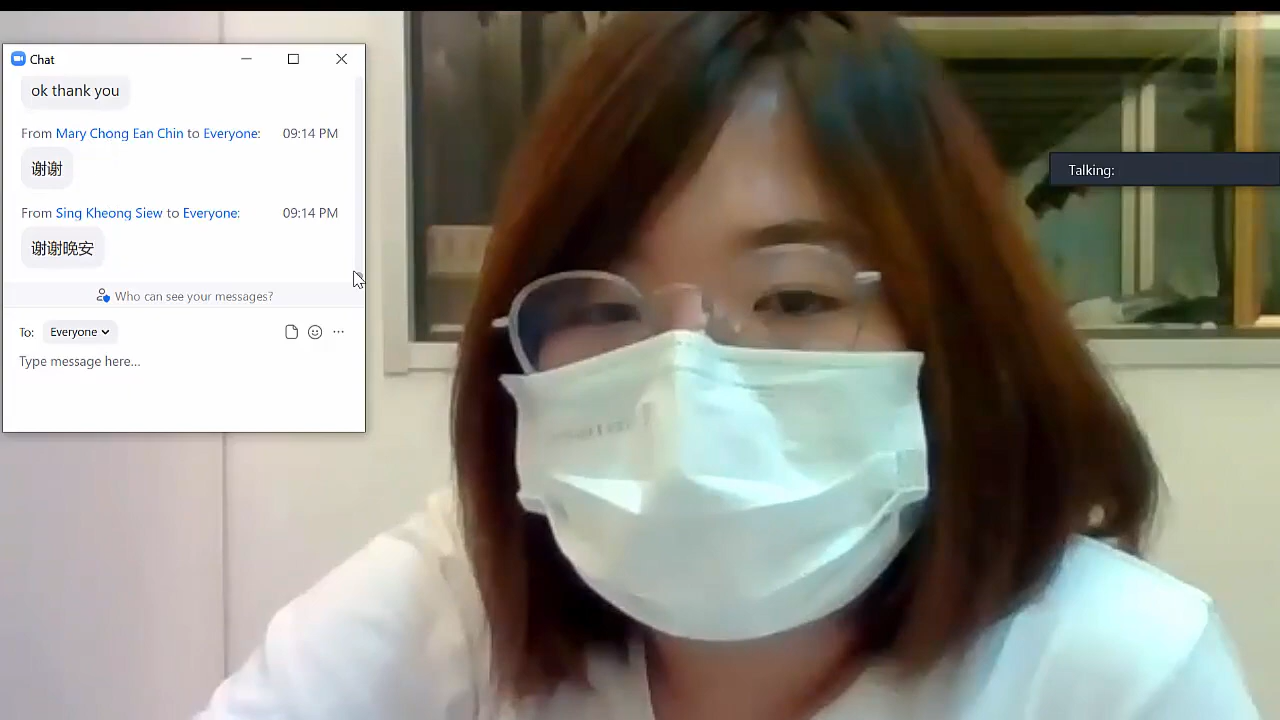 Chat
ok thank you
From Mary Chong Ean Chin to Everyone: 09:14 PM
谢谢
From Sing Kheong Siew to Everyone: 09:14 PM
谢谢晚安
Who can see your messages?
To: Everyone
Type message here...
Talking: